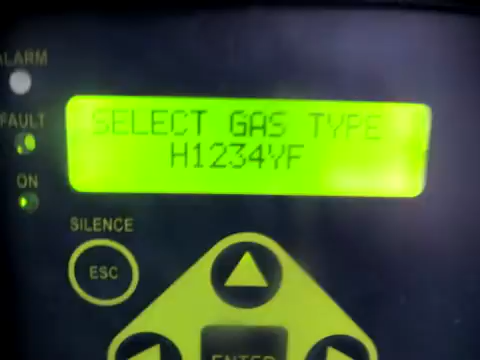 ALARM
FAULT
ON
SELECT GAS TYPE
H1234YF
SILENCE
ESC
ENTER